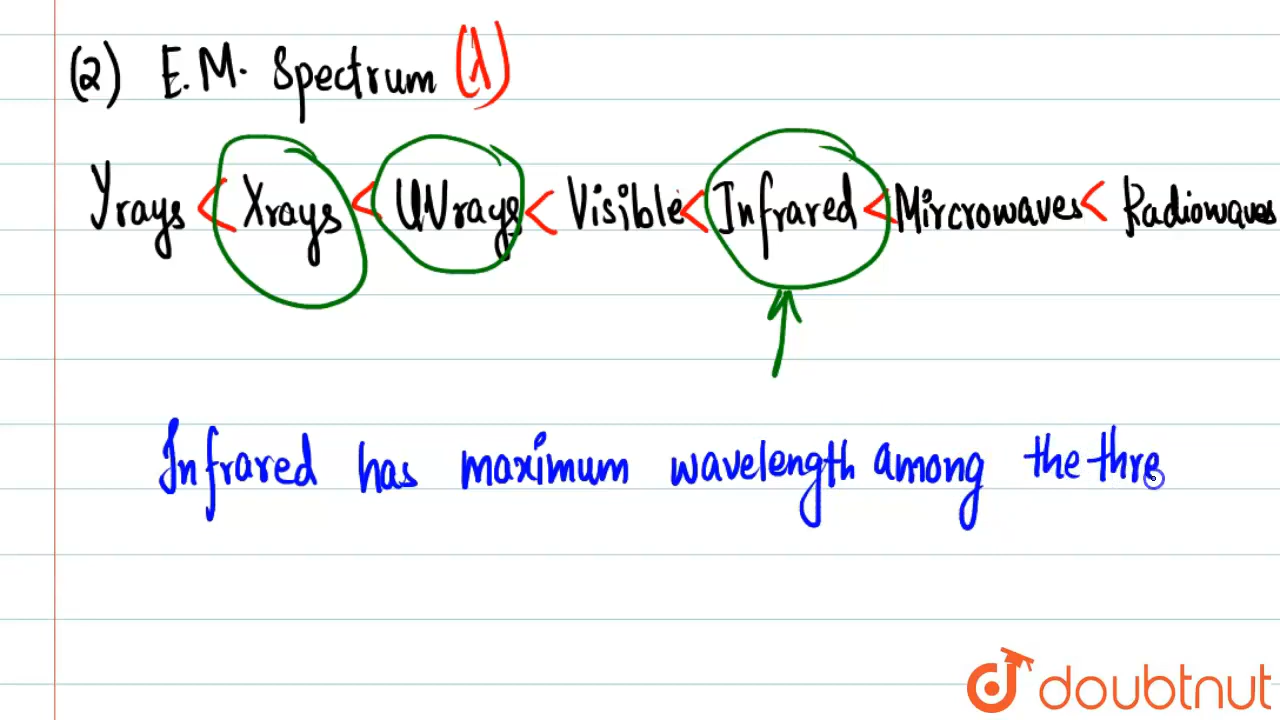 (2) E.M. Spectrum (λ)
γrays < Xrays < UVrays < Visible < Infrared < Mircrowaves < Radiowaves
Infrared has maximum wavelength among the thre
doubtnut